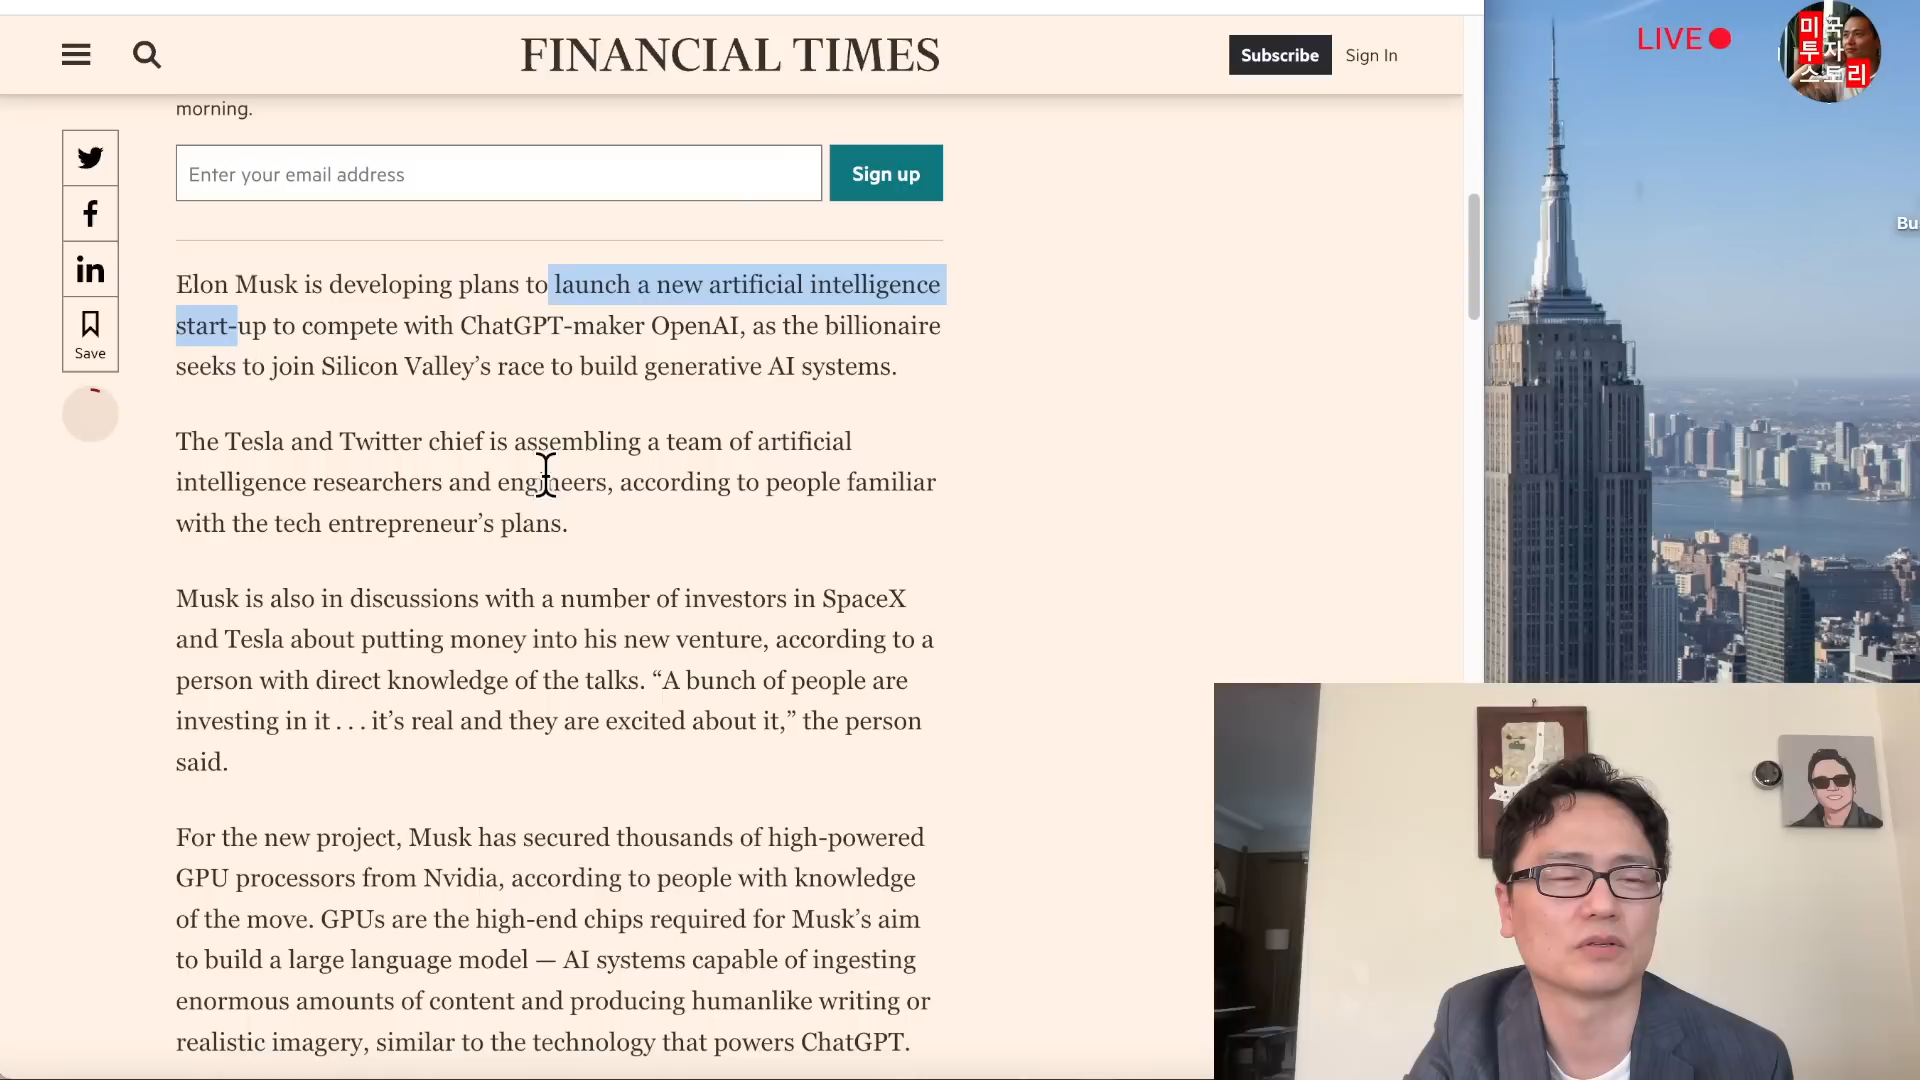 FINANCIAL TIMES
Subscribe
Sign In
LIVE
미국
투자
스토리
morning.
Enter your email address
Sign up
Save
Elon Musk is developing plans to launch a new artificial intelligence
start-up to compete with ChatGPT-maker OpenAI, as the billionaire
seeks to join Silicon Valley’s race to build generative AI systems.
The Tesla and Twitter chief is assembling a team of artificial
intelligence researchers and engineers, according to people familiar
with the tech entrepreneur’s plans.
Musk is also in discussions with a number of investors in SpaceX
and Tesla about putting money into his new venture, according to a
person with direct knowledge of the talks. “A bunch of people are
investing in it . . . it’s real and they are excited about it,” the person
said.
For the new project, Musk has secured thousands of high-powered
GPU processors from Nvidia, according to people with knowledge
of the move. GPUs are the high-end chips required for Musk’s aim
to build a large language model — AI systems capable of ingesting
enormous amounts of content and producing humanlike writing or
realistic imagery, similar to the technology that powers ChatGPT.
Bu